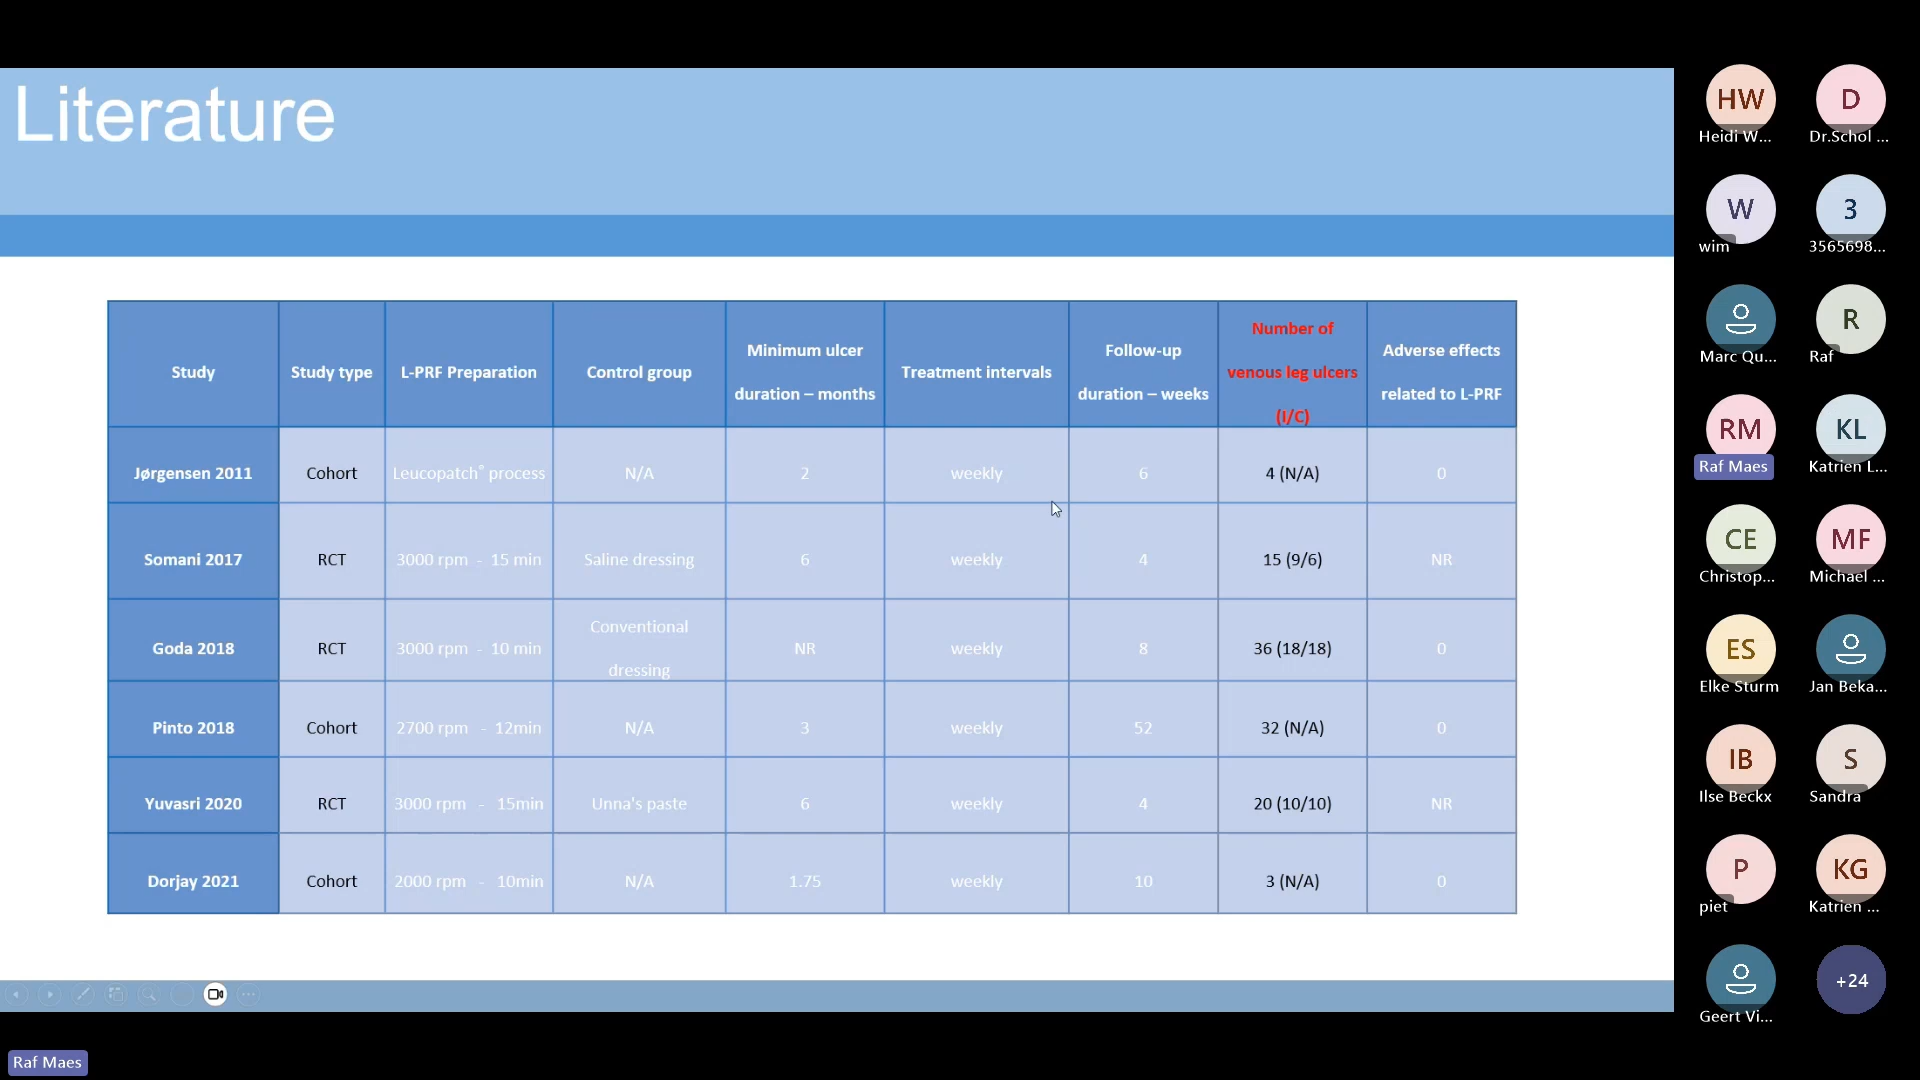 Literature
Study
Study type
L-PRF Preparation
Control group
Minimum ulcer
duration – months
Treatment intervals
Follow-up
duration – weeks
Number of
venous leg ulcers
(I/C)
Adverse effects
related to L-PRF
Jørgensen 2011
Cohort
Leucopatch® process
N/A
2
weekly
6
4 (N/A)
0
Somani 2017
RCT
3000 rpm - 15 min
Saline dressing
6
weekly
4
15 (9/6)
NR
Goda 2018
RCT
3000 rpm - 10 min
Conventional
dressing
NR
weekly
8
36 (18/18)
0
Pinto 2018
Cohort
2700 rpm - 12min
N/A
3
weekly
52
32 (N/A)
0
Yuvasri 2020
RCT
3000 rpm - 15min
Unna's paste
6
weekly
4
20 (10/10)
NR
Dorjay 2021
Cohort
2000 rpm - 10min
N/A
1.75
weekly
10
3 (N/A)
0
HW
Heidi W...
D
Dr.Schol ...
W
wim
3
3565698...
Marc Qu...
R
Raf
RM
Raf Maes
KL
Katrien L...
CE
Christop...
MF
Michael ...
ES
Elke Sturm
Jan Beka...
IB
Ilse Beckx
S
Sandra
P
piet
KG
Katrien ...
Geert Vi...
+24
Raf Maes